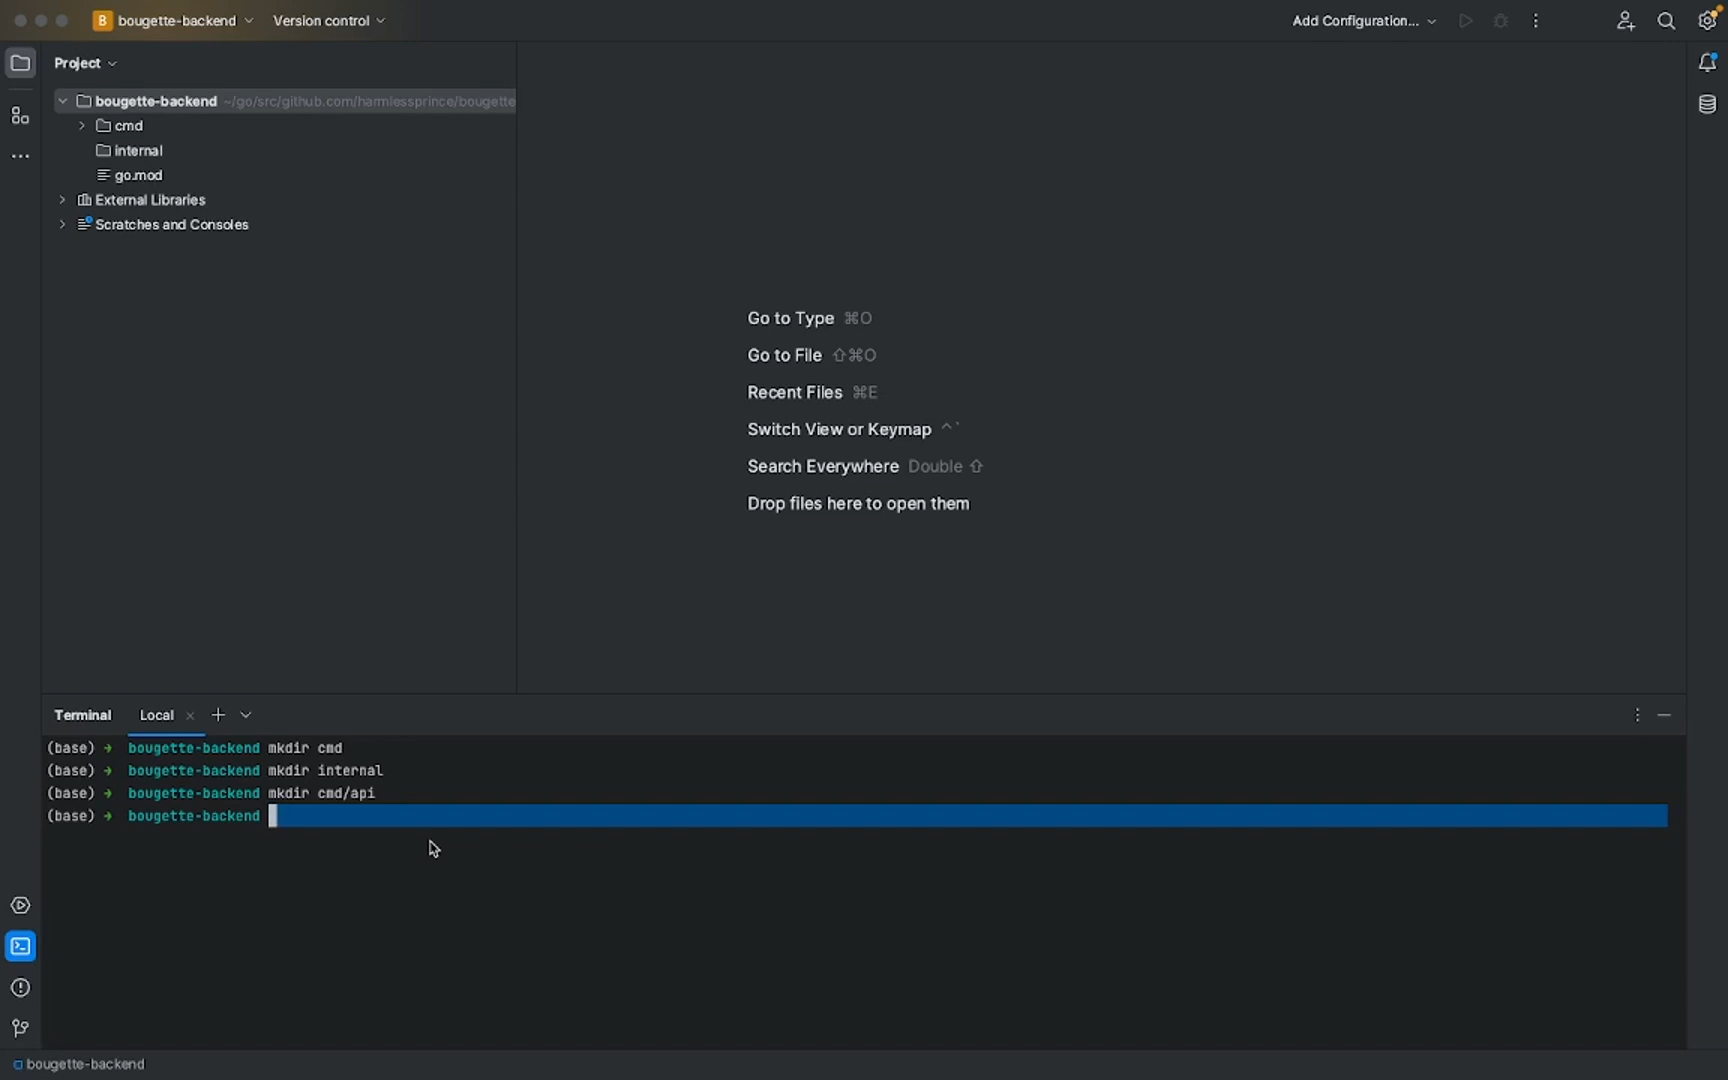 B bougette-backend Version control Add Configuration...
Project
bougette-backend ~/go/src/github.com/harmlessprince/bougette
cmd
internal
go.mod
External Libraries
Scratches and Consoles
Go to Type ⌘O
Go to File ⇧⌘O
Recent Files ⌘E
Switch View or Keymap ^`
Search Everywhere Double ⇧
Drop files here to open them
Terminal Local
(base) → bougette-backend mkdir cmd
(base) → bougette-backend mkdir internal
(base) → bougette-backend mkdir cmd/api
(base) → bougette-backend
bougette-backend